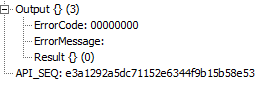 Output {} (3)
ErrorCode: 00000000
ErrorMessage:
Result {} (0)
API_SEQ: e3a1292a5dc71152e6344f9b15b58e53